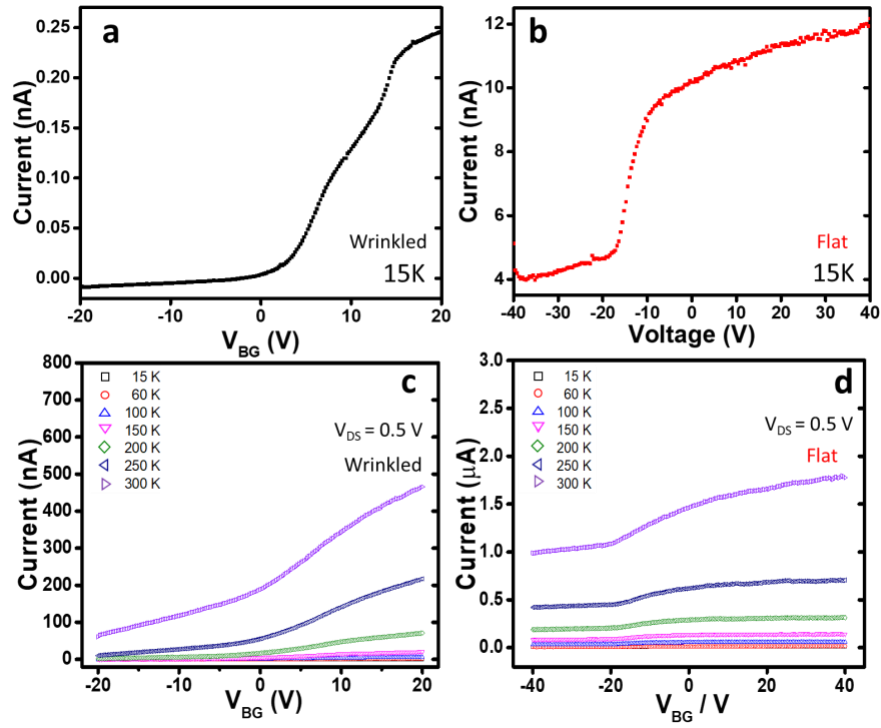 a
0.25
0.20
0.15
0.10
0.05
0.00
Current (nA)
Wrinkled
15K
-20
-10
0
10
20
V_BG (V)
b
12
10
8
6
4
Current (nA)
Flat
15K
-40
-30
-20
-10
0
10
20
30
40
Voltage (V)
c
800
700
600
500
400
300
200
100
0
Current (nA)
15 K
60 K
100 K
150 K
200 K
250 K
300 K
V_DS = 0.5 V
Wrinkled
-20
-10
0
10
20
V_BG (V)
d
3.0
2.5
2.0
1.5
1.0
0.5
0.0
Current (μA)
15 K
60 K
100 K
150 K
200 K
250 K
300 K
V_DS = 0.5 V
Flat
-40
-20
0
20
40
V_BG / V